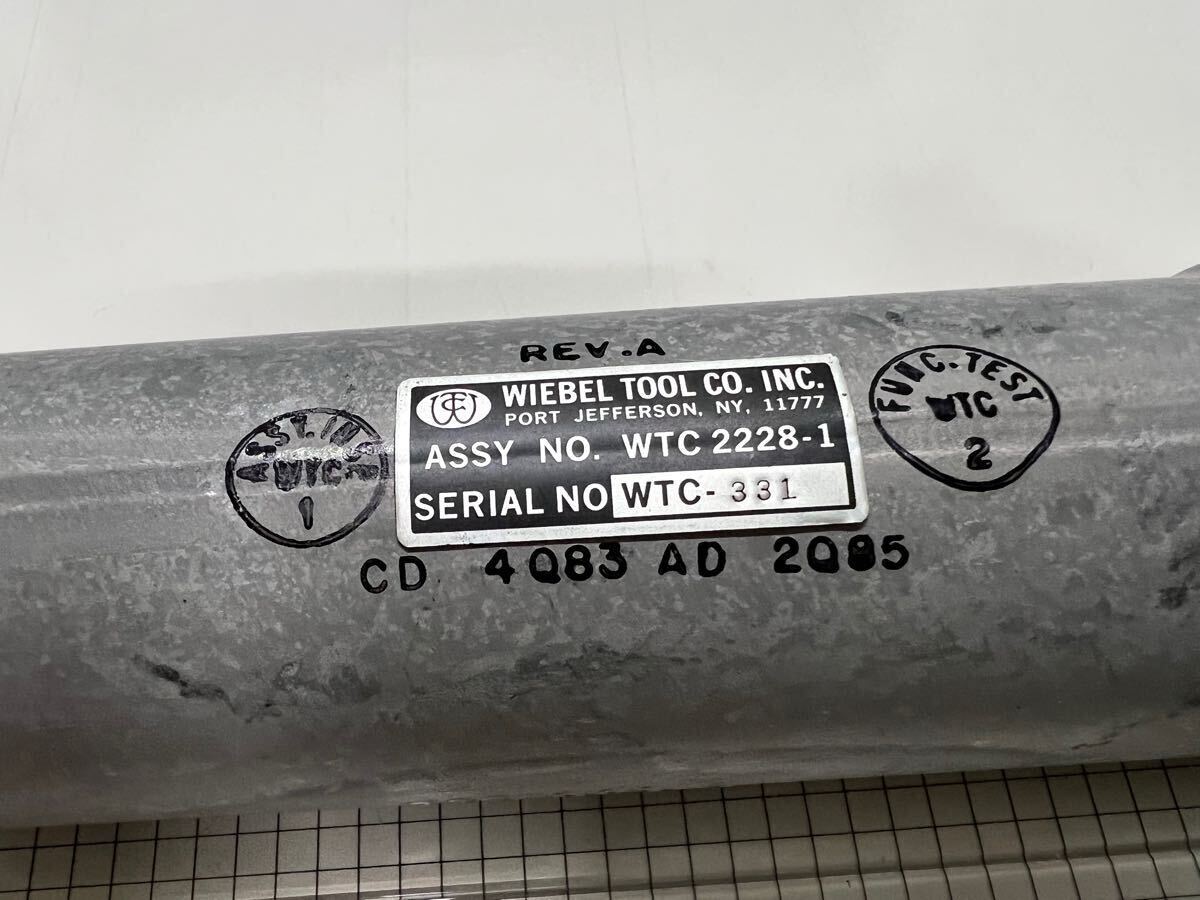 REV.A
WIEBEL TOOL CO. INC.
PORT JEFFERSON, NY, 11777
ASSY NO. WTC 2228-1
SERIAL NO WTC- 331
CD 4Q83 AD 2Q85
WTC
1
FUNC. TEST
WTC
2